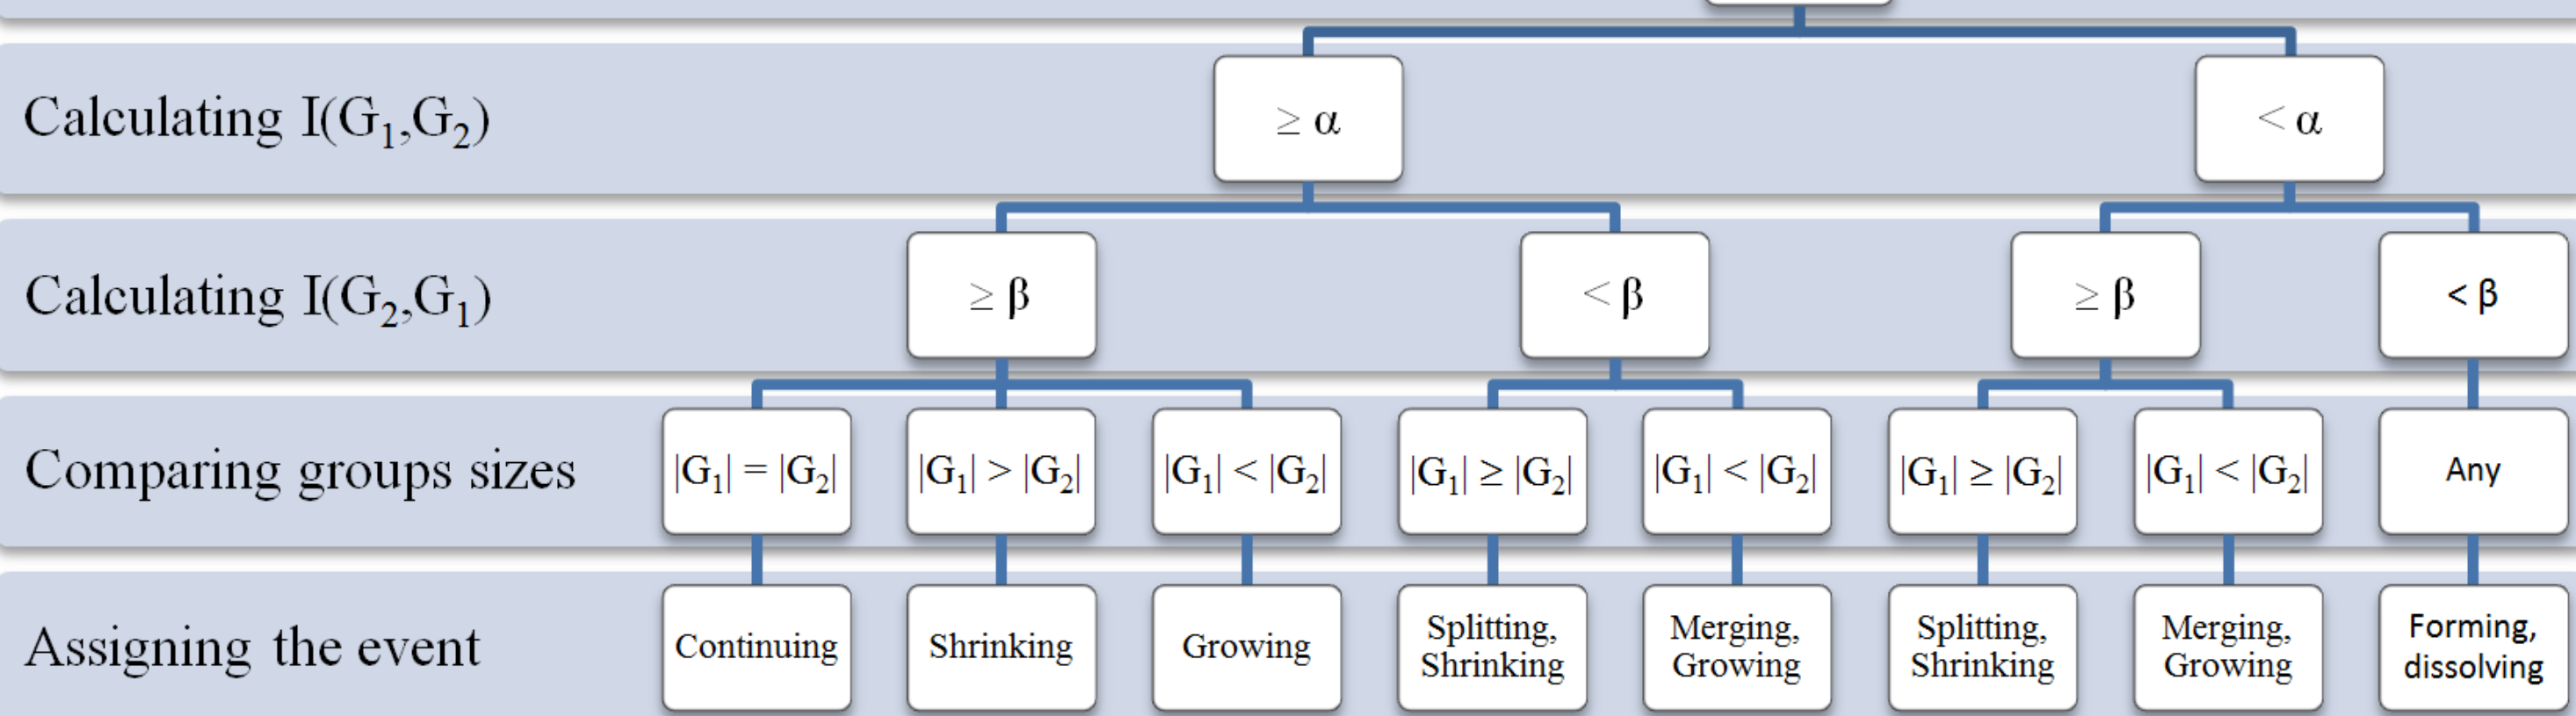 Calculating I(G₁,G₂)
≥ α
< α
Calculating I(G₂,G₁)
≥ β
< β
≥ β
< β
Comparing groups sizes
|G₁| = |G₂|
|G₁| > |G₂|
|G₁| < |G₂|
|G₁| ≥ |G₂|
|G₁| < |G₂|
|G₁| ≥ |G₂|
|G₁| < |G₂|
Any
Assigning the event
Continuing
Shrinking
Growing
Splitting,
Shrinking
Merging,
Growing
Splitting,
Shrinking
Merging,
Growing
Forming,
dissolving